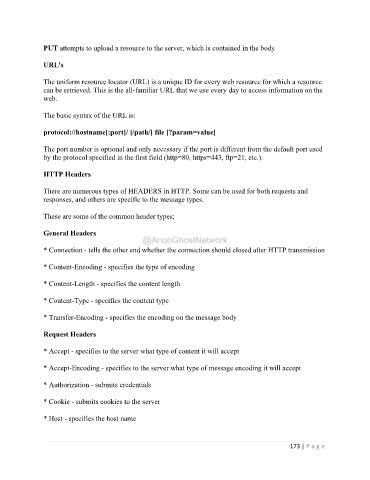 PUT attempts to upload a resource to the server, which is contained in the body
URL's
The uniform resource locator (URL) is a unique ID for every web resource for which a resource
can be retrieved. This is the all-familiar URL that we use every day to access information on the
web.
The basic syntax of the URL is:
protocol://hostname[:port]/ [/path/] file [?param=value]
The port number is optional and only necessary if the port is different from the default port used
by the protocol specified in the first field (http=80, https=443, ftp=21, etc.).
HTTP Headers
There are numerous types of HEADERS in HTTP. Some can be used for both requests and
responses, and others are specific to the message types.
These are some of the common header types;
General Headers
@AnonGhostNetwork
* Connection - tells the other end whether the connection should closed after HTTP transmission
* Content-Encoding - specifies the type of encoding
* Content-Length - specifies the content length
* Content-Type - specifies the content type
* Transfer-Encoding - specifies the encoding on the message body
Request Headers
* Accept - specifies to the server what type of content it will accept
* Accept-Encoding - specifies to the server what type of message encoding it will accept
* Authorization - submits credentials
* Cookie - submits cookies to the server
* Host - specifies the host name
173 | Page